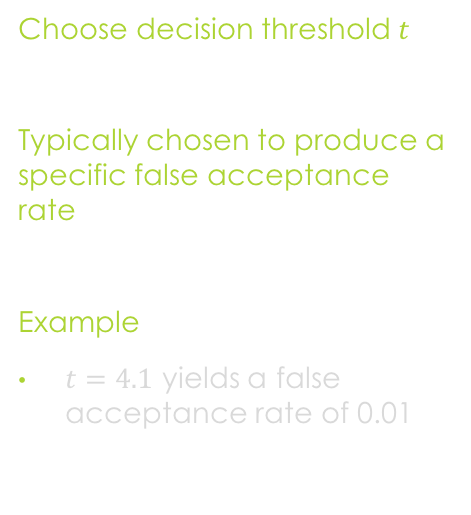 Choose decision threshold t
Typically chosen to produce a
specific false acceptance
rate
Example
• t = 4.1 yields a false
acceptance rate of 0.01